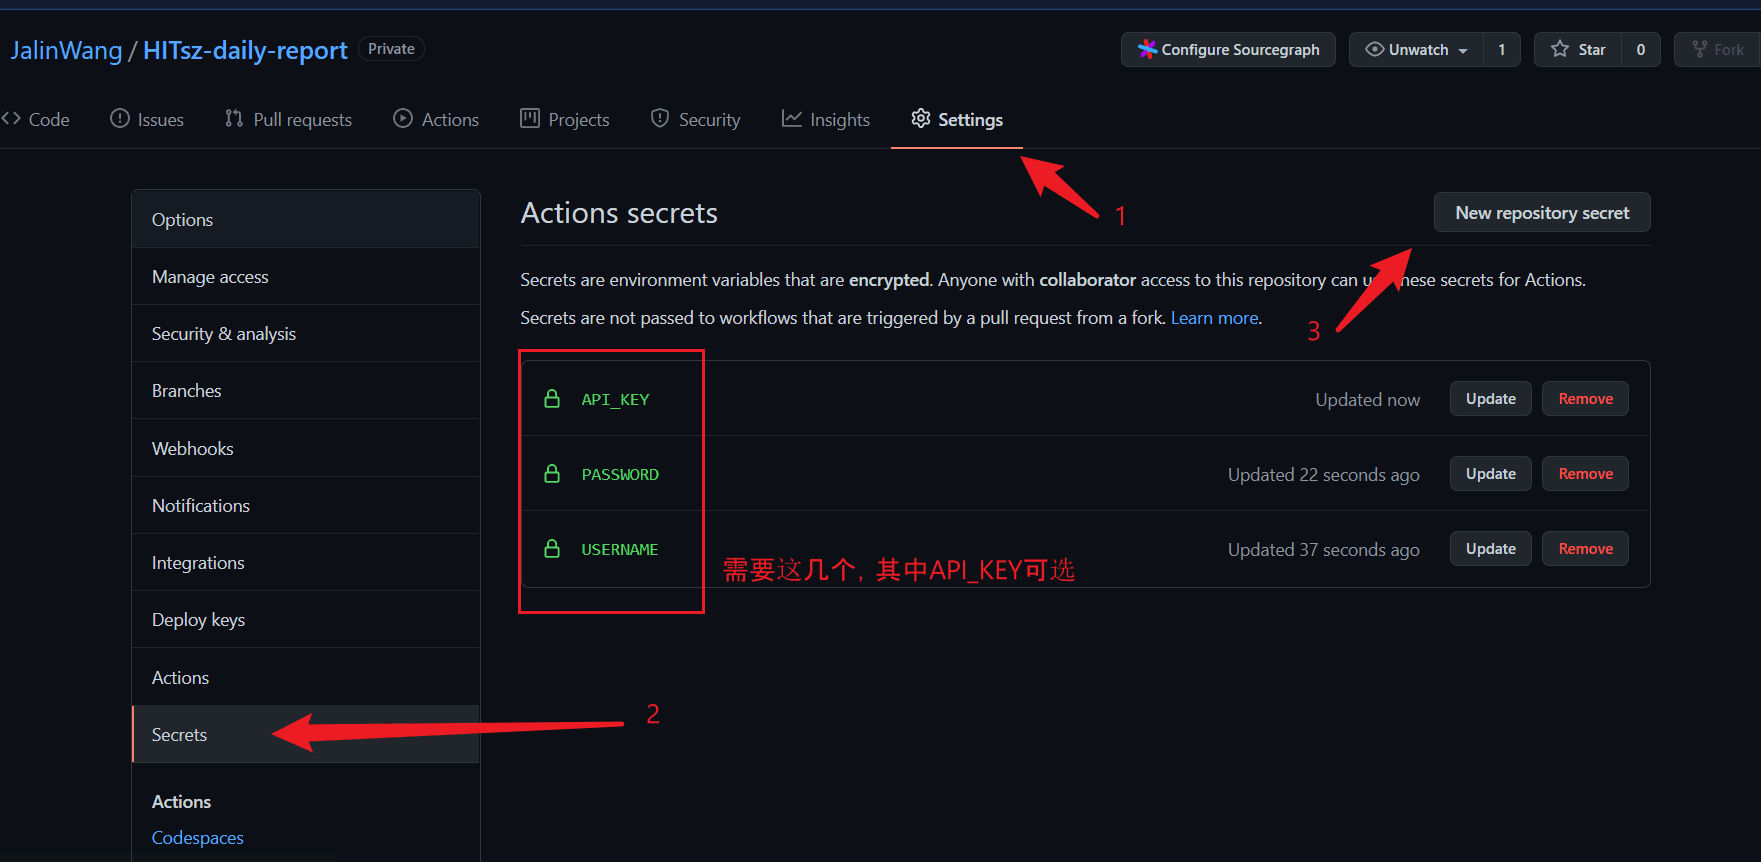 JalinWang / HITsz-daily-report Private
Configure Sourcegraph Unwatch 1 Star 0 Fork
Code Issues Pull requests Actions Projects Security Insights Settings
1
Options
Manage access
Security & analysis
Branches
Webhooks
Notifications
Integrations
Deploy keys
Actions
Secrets
2
Actions
Codespaces
Actions secrets
New repository secret
3
Secrets are environment variables that are encrypted. Anyone with collaborator access to this repository can these secrets for Actions.
Secrets are not passed to workflows that are triggered by a pull request from a fork. Learn more.
API_KEY Updated now Update Remove
PASSWORD Updated 22 seconds ago Update Remove
USERNAME Updated 37 seconds ago Update Remove
需要这几个，其中API_KEY可选